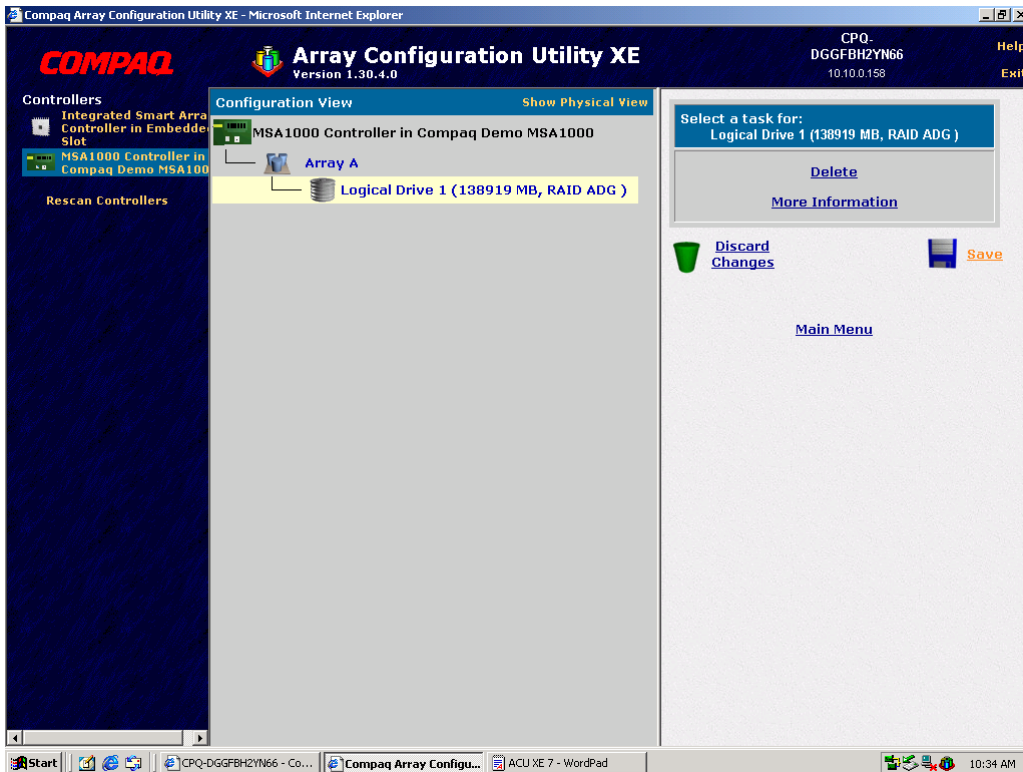 Compaq Array Configuration Utility XE - Microsoft Internet Explorer
COMPAQ
Array Configuration Utility XE
Version 1.30.4.0
CPQ-
DGGFBH2YN66
10.10.0.158
Help
Exit
Controllers
Integrated Smart Arra
Controller in Embedde
Slot
MSA1000 Controller in
Compaq Demo MSA100
Rescan Controllers
Configuration View
Show Physical View
MSA1000 Controller in Compaq Demo MSA1000
Array A
Logical Drive 1 (138919 MB, RAID ADG )
Select a task for:
Logical Drive 1 (138919 MB, RAID ADG )
Delete
More Information
Discard
Changes
Save
Main Menu
Start
CPQ-DGGFBH2YN66 - Co...
Compaq Array Configu...
ACU XE 7 - WordPad
10:34 AM